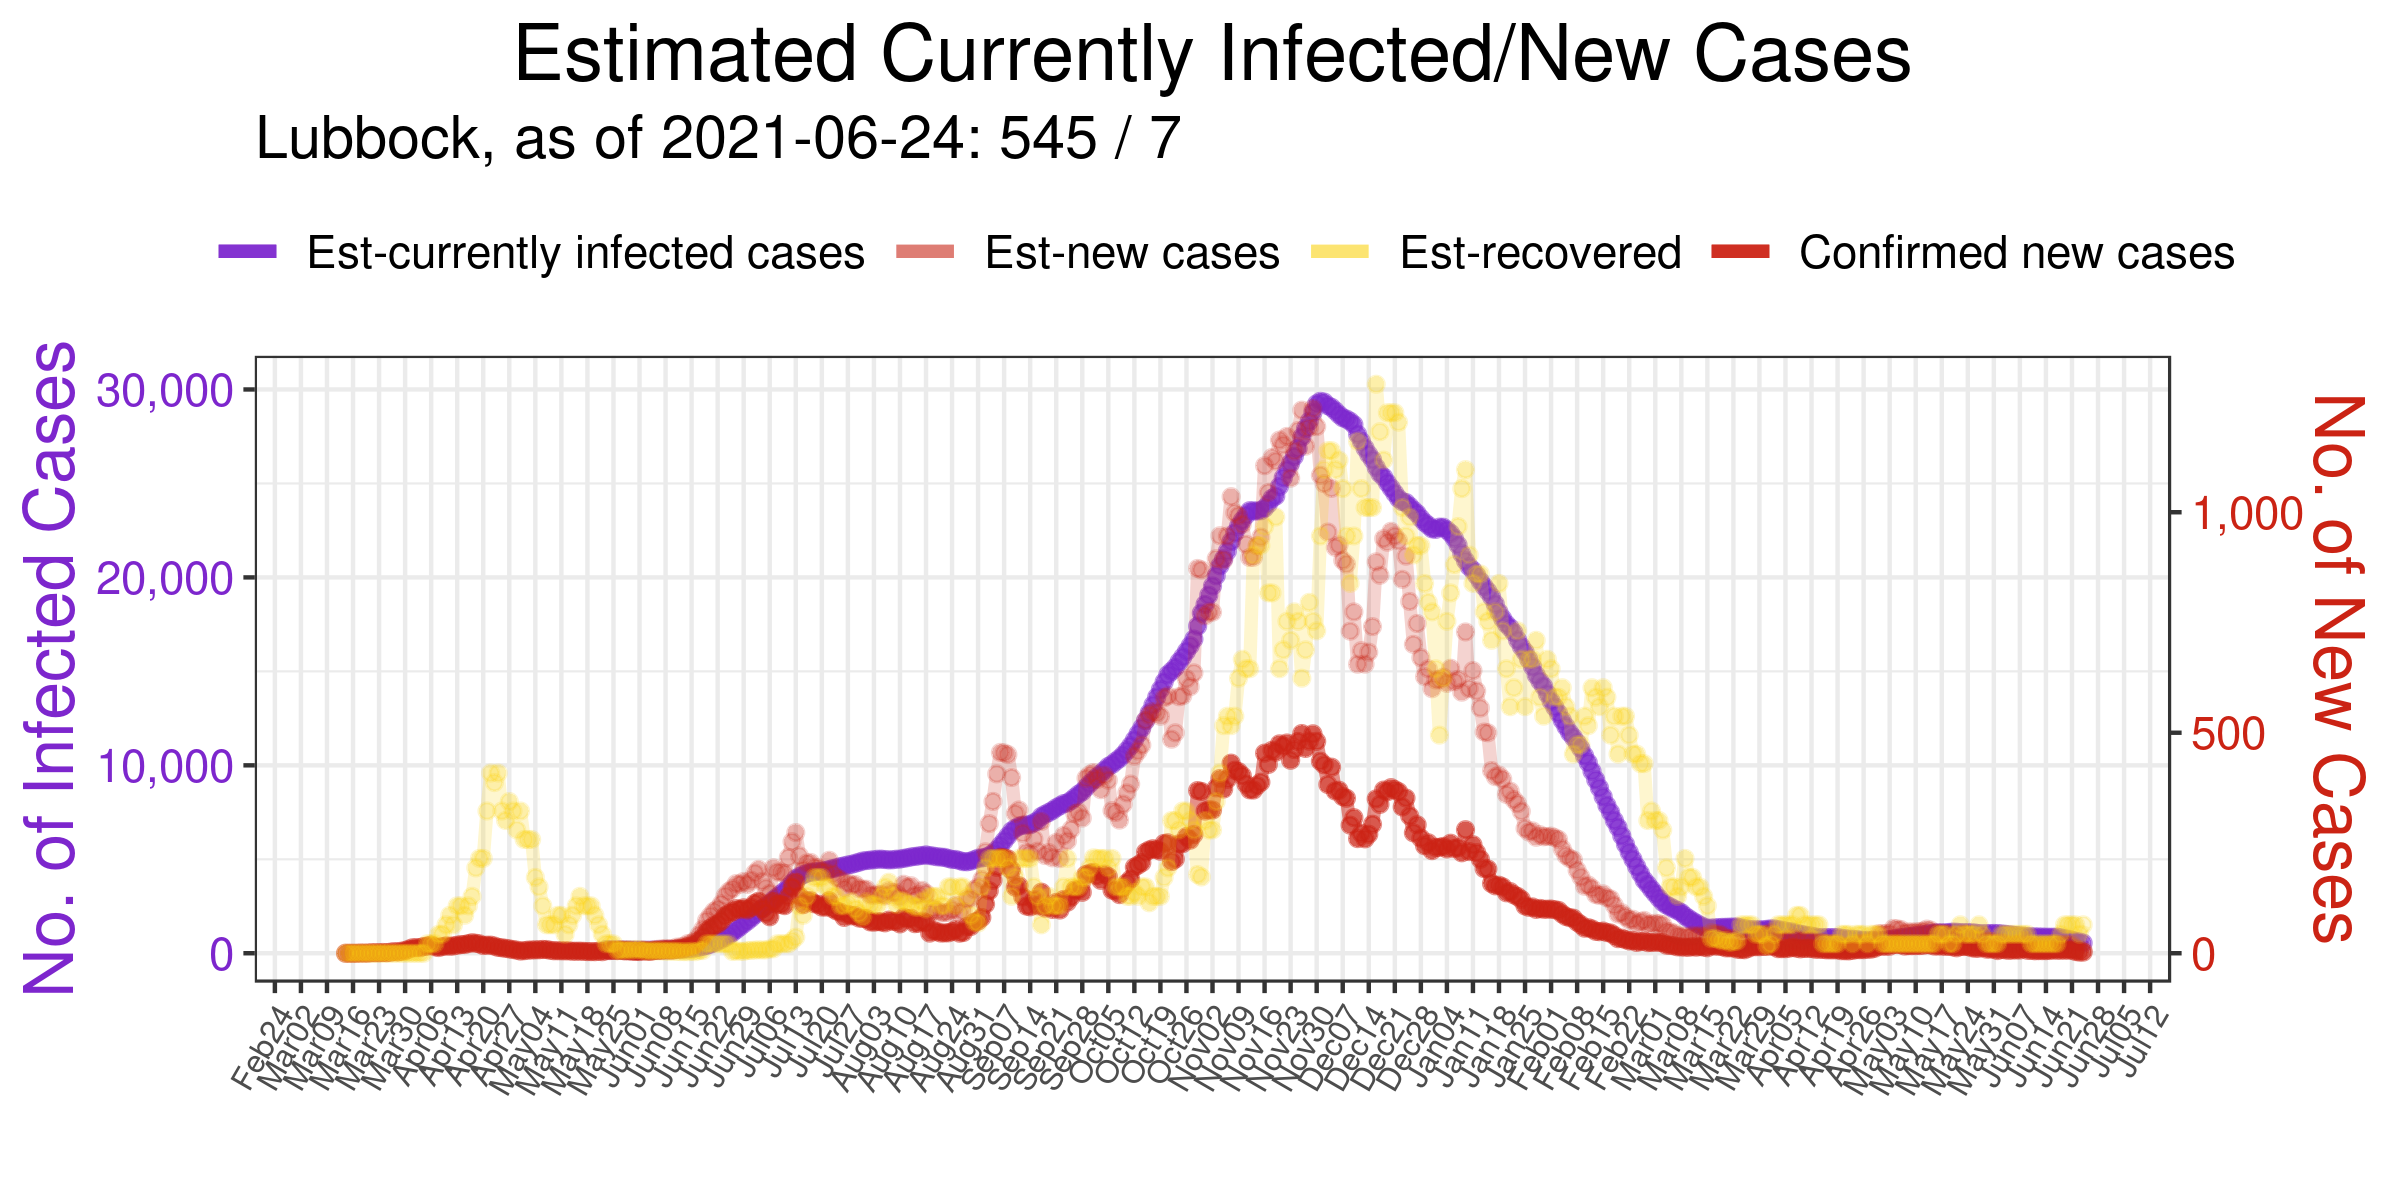 Estimated Currently Infected/New Cases
Lubbock, as of 2021-06-24: 545 / 7
Est-currently infected cases Est-new cases Est-recovered Confirmed new cases
No. of Infected Cases
30,000
20,000
10,000
0
1,000
500
0
No. of New Cases
Feb24 Mar02 Mar09 Mar16 Mar23 Mar30 Apr06 Apr13 Apr20 Apr27 May04 May11 May18 May25 Jun01 Jun08 Jun15 Jun22 Jun29 Jul06 Jul13 Jul20 Jul27 Aug03 Aug10 Aug17 Aug24 Aug31 Sep07 Sep14 Sep21 Sep28 Oct05 Oct12 Oct19 Oct26 Nov02 Nov09 Nov16 Nov23 Nov30 Dec07 Dec14 Dec21 Dec28 Jan04 Jan11 Jan18 Jan25 Feb01 Feb08 Feb15 Feb22 Mar01 Mar08 Mar15 Mar22 Mar29 Apr05 Apr12 Apr19 Apr26 May03 May10 May17 May24 May31 Jun07 Jun14 Jun21 Jun28 Jul05 Jul12